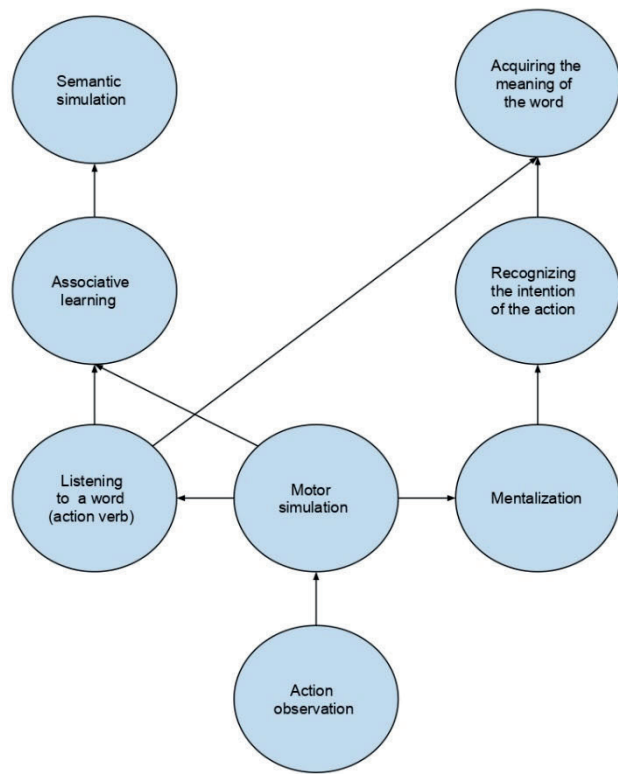 Semantic
simulation
Acquiring the
meaning of
the word
Associative
learning
Recognizing
the intention
of the action
Listening
to a word
(action verb)
Motor
simulation
Mentalization
Action
observation